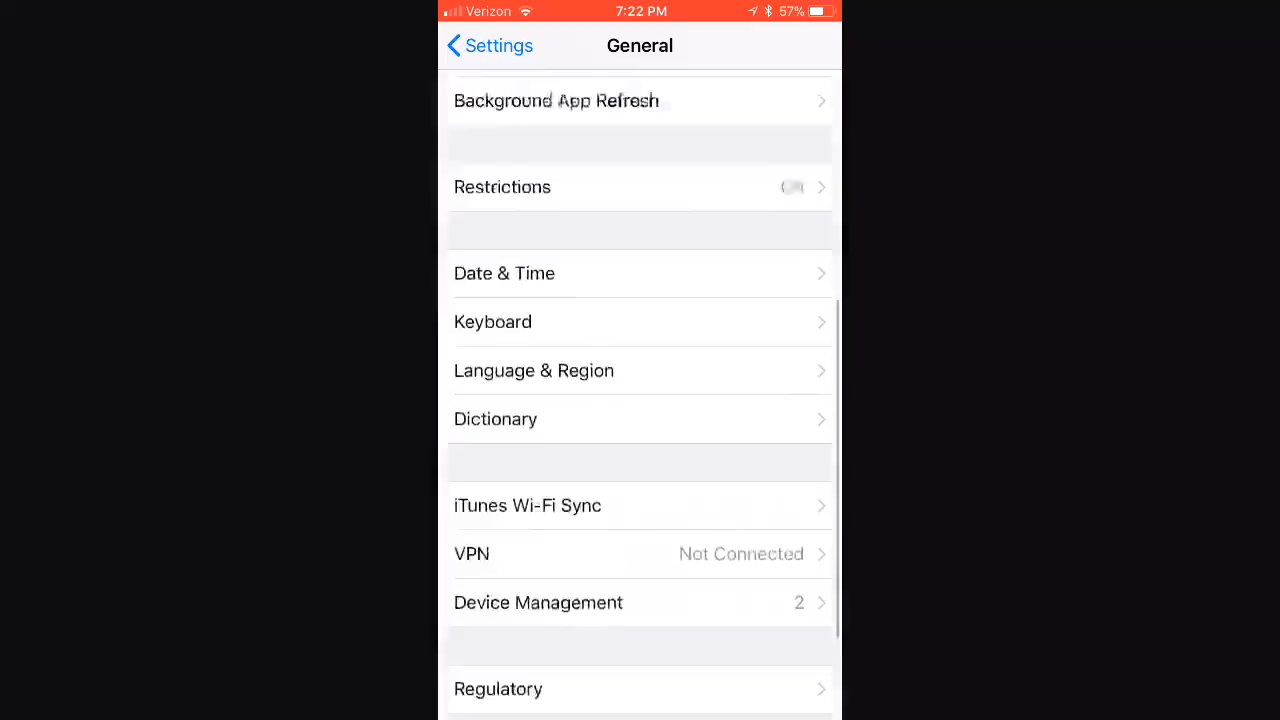 Verizon 7:22 PM 57%
Settings General
Background App Refresh
Restrictions
Date & Time
Keyboard
Language & Region
Dictionary
iTunes Wi-Fi Sync
VPN Not Connected
Device Management 2
Regulatory